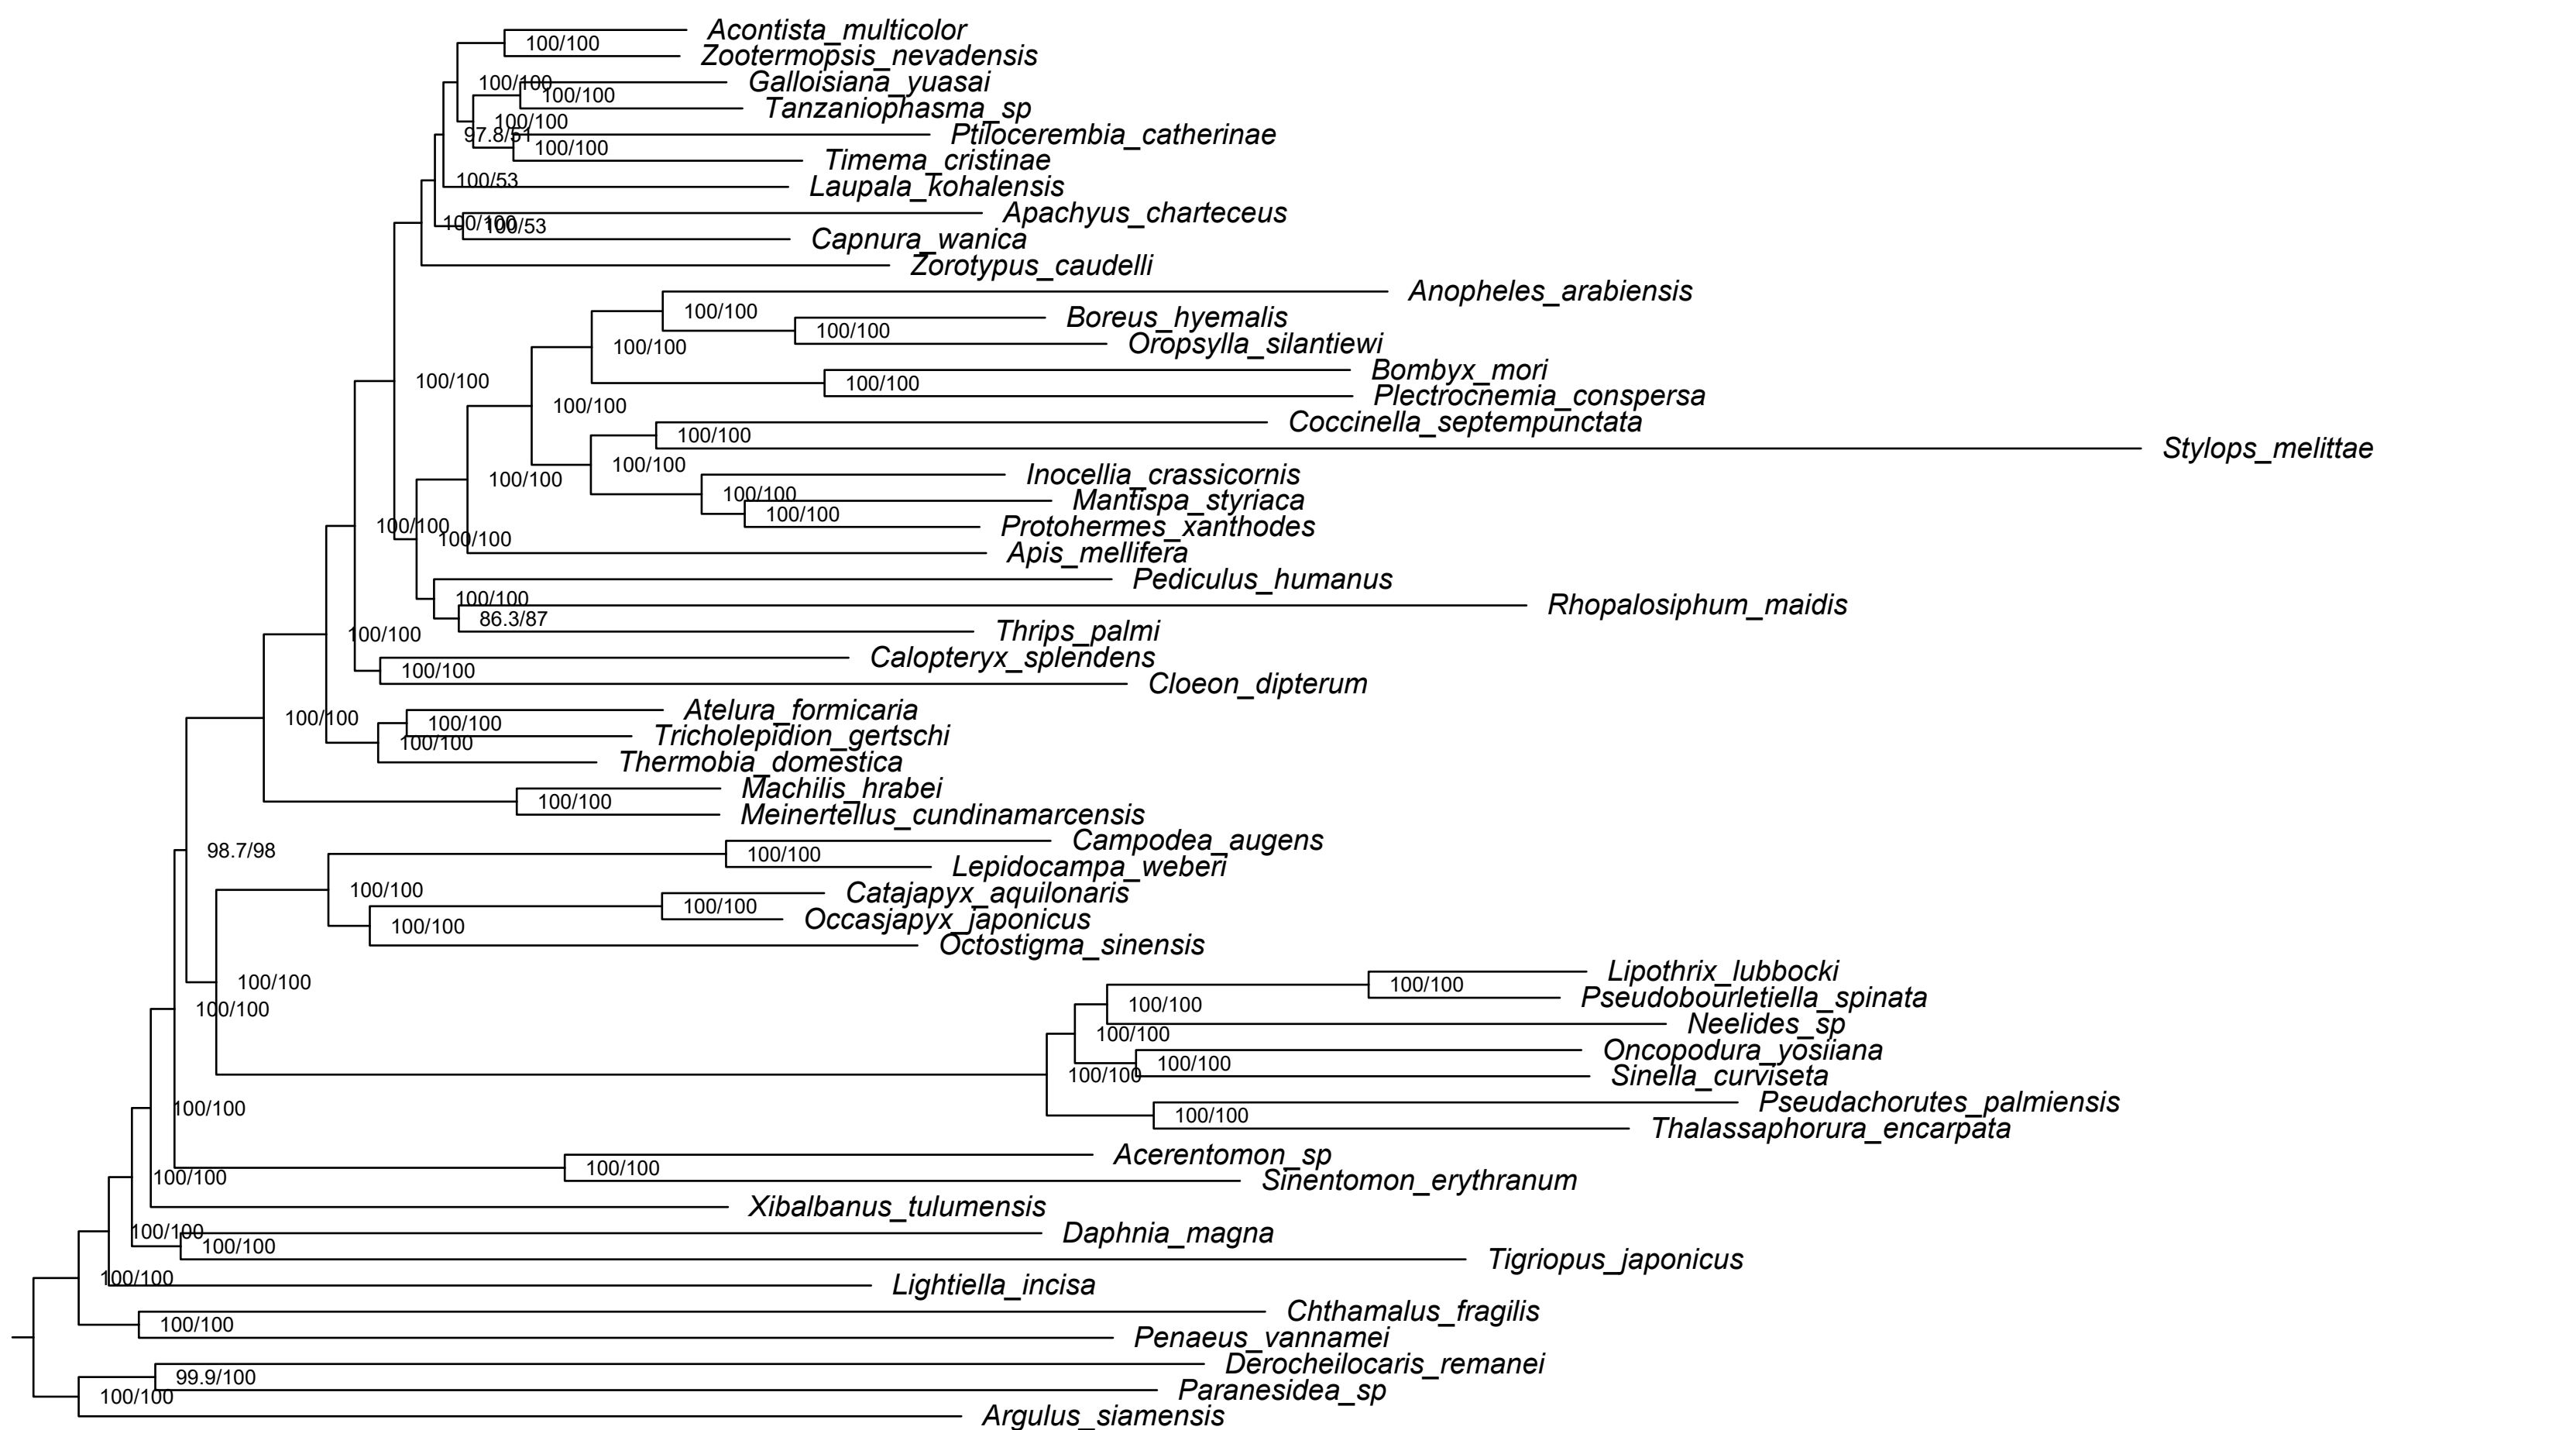 Acontista_multicolor
100/100
Zootermopsis_nevadensis
100/100
Galloisiana_yuasai
100/100
Tanzaniophasma_sp
100/100
97.8/51
Ptilocerembia_catherinae
100/100
Timema_cristinae
100/53
Laupala_kohalensis
Apachyus_charteceus
100/100
100/53
Capnura_wanica
Zorotypus_caudelli
Anopheles_arabiensis
100/100
Boreus_hyemalis
100/100
Oropsylla_silantiewi
100/100
Bombyx_mori
100/100
100/100
Plectrocnemia_conspersa
100/100
Coccinella_septempunctata
100/100
Stylops_melittae
100/100
Inocellia_crassicornis
100/100
100/100
Mantispa_styriaca
100/100
Protohermes_xanthodes
100/100
100/100
Apis_mellifera
Pediculus_humanus
100/100
Rhopalosiphum_maidis
86.3/87
Thrips_palmi
100/100
Calopteryx_splendens
100/100
Cloeon_dipterum
Atelura_formicaria
100/100
100/100
Tricholepidion_gertschi
100/100
Thermobia_domestica
Machilis_hrabei
100/100
Meinertellus_cundinamarcensis
Campodea_augens
98.7/98
100/100
Lepidocampa_weberi
100/100
Catajapyx_aquilonaris
100/100
Occasjapyx_japonicus
100/100
Octostigma_sinensis
Lipothrix_lubbocki
100/100
100/100
Pseudobourletiella_spinata
100/100
100/100
Neelides_sp
100/100
Oncopodura_yosiiana
100/100
100/100
Sinella_curviseta
Pseudachorutes_palmiensis
100/100
100/100
Thalassaphorura_encarpata
Acerentomon_sp
100/100
100/100
Sinentomon_erythranum
Xibalbanus_tulumensis
100/100
Daphnia_magna
100/100
Tigriopus_japonicus
100/100
Lightiella_incisa
Chthamalus_fragilis
100/100
Penaeus_vannamei
Derocheilocaris_remanei
99.9/100
Paranesidea_sp
100/100
Argulus_siamensis